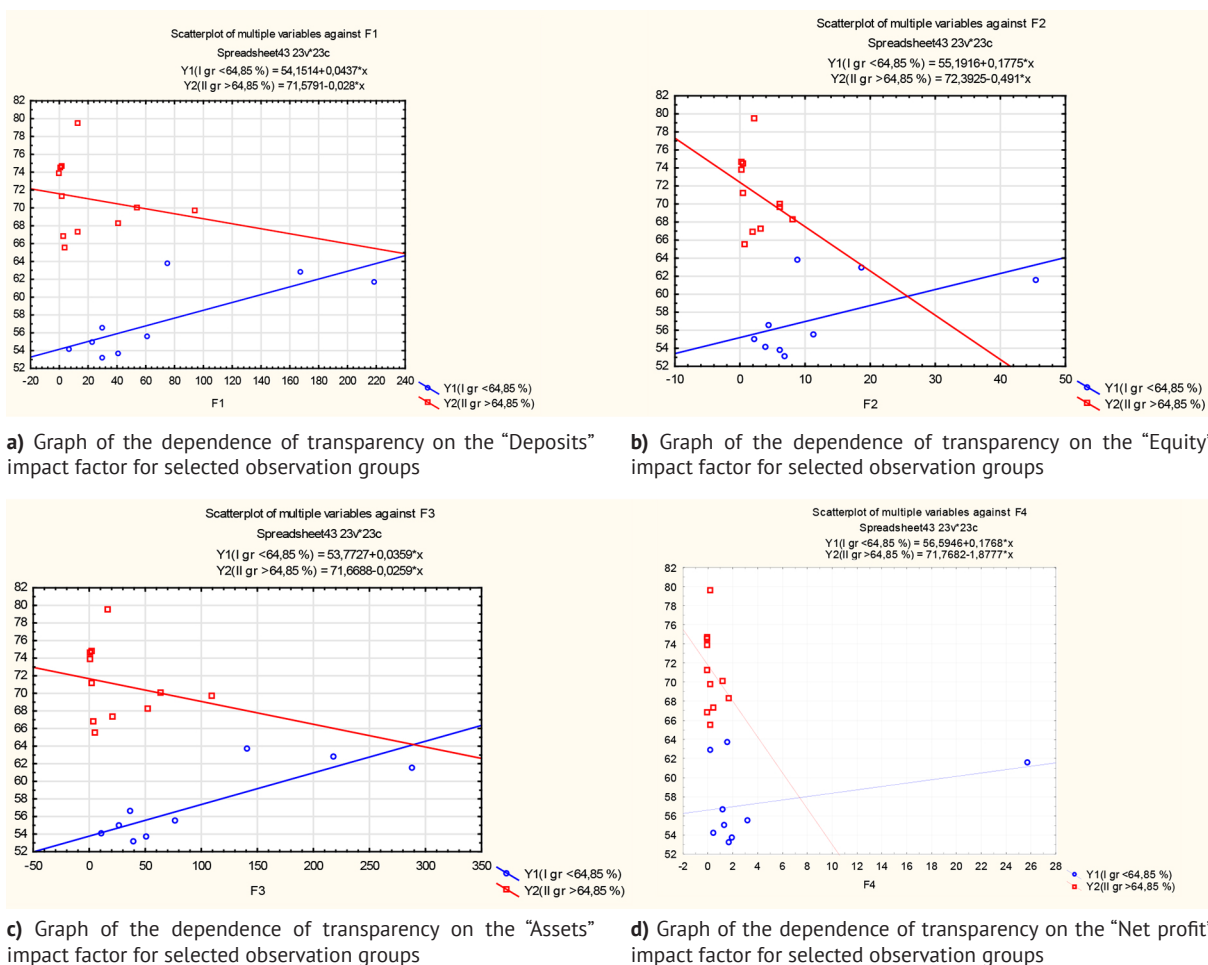 Scatterplot of multiple variables against F1
Spreadsheet43 23v*23c
Y1(I gr <64,85 %) = 54,1514+0,0437*x
Y2(II gr >64,85 %) = 71,5791-0,028*x
82
80
78
76
74
72
70
68
66
64
62
60
58
56
54
52
-20 0 20 40 60 80 100 120 140 160 180 200 220 240
F1
Y1(I gr <64,85 %)
Y2(II gr >64,85 %)
a) Graph of the dependence of transparency on the “Deposits”
impact factor for selected observation groups
Scatterplot of multiple variables against F2
Spreadsheet43 23v*23c
Y1(I gr <64,85 %) = 55,1916+0,1775*x
Y2(II gr >64,85 %) = 72,3925-0,491*x
82
80
78
76
74
72
70
68
66
64
62
60
58
56
54
52
-10 0 10 20 30 40 50
F2
Y1(I gr <64,85 %)
Y2(II gr >64,85 %)
b) Graph of the dependence of transparency on the “Equity”
impact factor for selected observation groups
Scatterplot of multiple variables against F3
Spreadsheet43 23v*23c
Y1(I gr <64,85 %) = 53,7727+0,0359*x
Y2(II gr >64,85 %) = 71,6688-0,0259*x
82
80
78
76
74
72
70
68
66
64
62
60
58
56
54
52
-50 0 50 100 150 200 250 300 350
F3
Y1(I gr <64,85 %)
Y2(II gr >64,85 %)
c) Graph of the dependence of transparency on the “Assets”
impact factor for selected observation groups
Scatterplot of multiple variables against F4
Spreadsheet43 23v*23c
Y1(I gr <64,85 %) = 56,5946+0,1768*x
Y2(II gr >64,85 %) = 71,7682-1,8777*x
82
80
78
76
74
72
70
68
66
64
62
60
58
56
54
52
-2 0 2 4 6 8 10 12 14 16 18 20 22 24 26 28
F4
Y1(I gr <64,85 %)
Y2(II gr >64,85 %)
d) Graph of the dependence of transparency on the “Net profit”
impact factor for selected observation groups